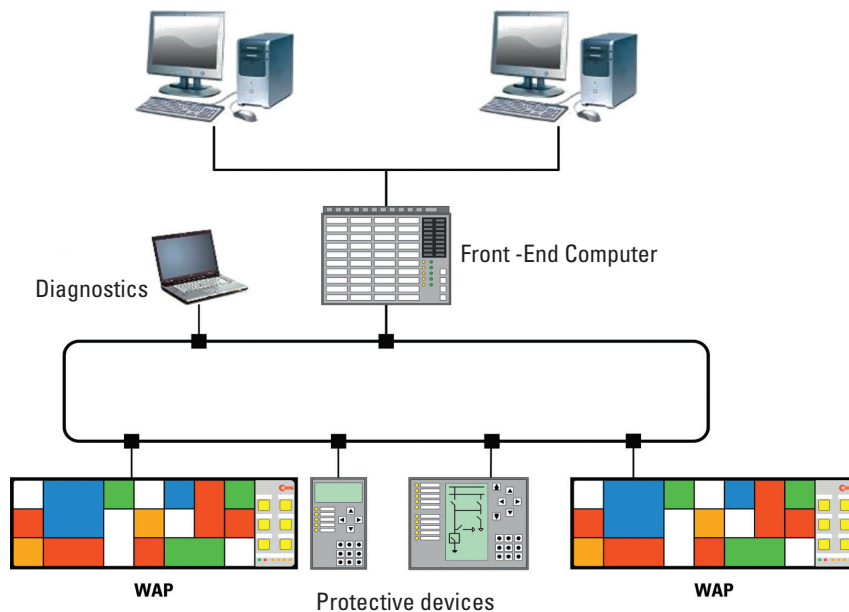 Front -End Computer
Diagnostics
WAP
WAP
Protective devices